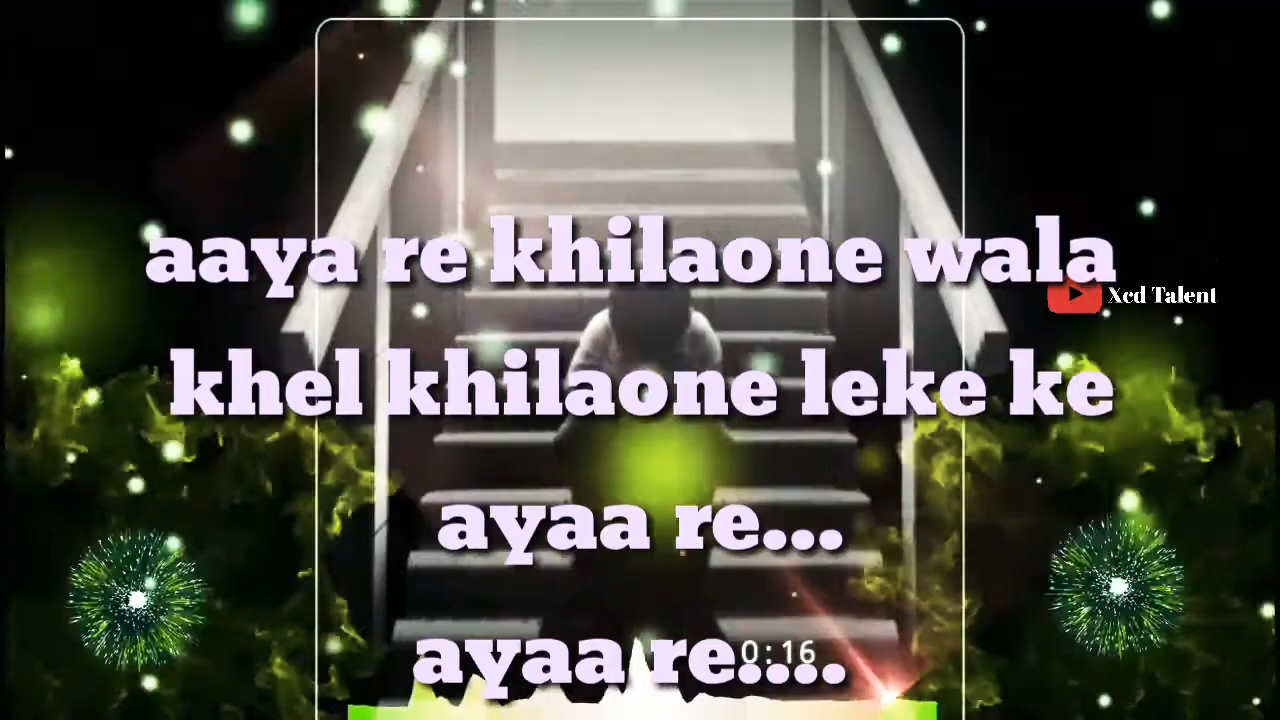 aaya re khilaone wala
Xcd Talent
khel khilaone leke ke
ayaa re...
ayaa re....
0:16